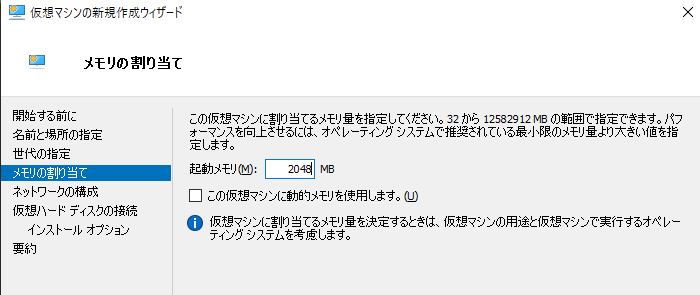 仮想マシンの新規作成ウィザード
メモリの割り当て
開始する前に
名前と場所の指定
世代の指定
メモリの割り当て
ネットワークの構成
仮想ハード ディスクの接続
インストール オプション
要約
この仮想マシンに割り当てるメモリ量を指定してください。32 から 12582912 MB の範囲で指定できます。パフ
ォーマンスを向上させるには、オペレーティング システムで推奨されている最小限のメモリ量より大きい値を指
定します。
起動メモリ(M): 2048 MB
この仮想マシンに動的メモリを使用します。(U)
仮想マシンに割り当てるメモリ量を決定するときは、仮想マシンの用途と仮想マシンで実行するオペレー
ティング システムを考慮します。